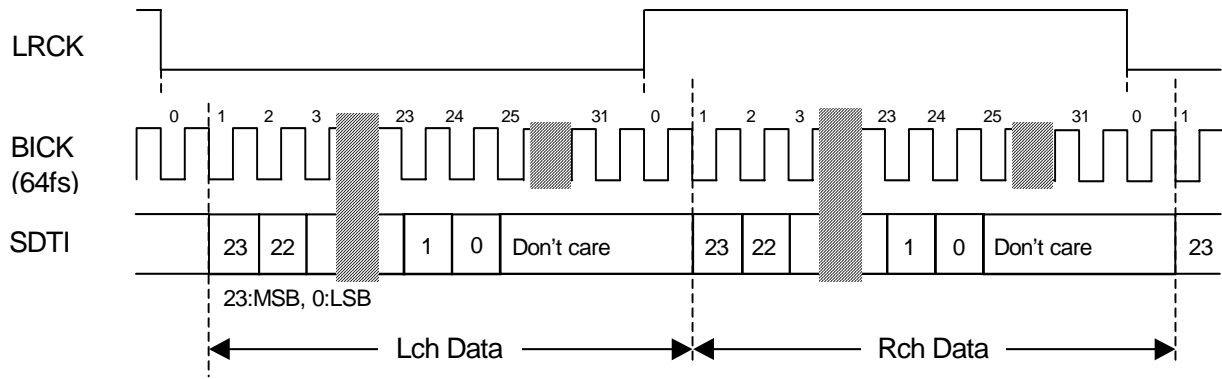 LRCK
0 1 2 3 23 24 25 31 0 1 2 3 23 24 25 31 0 1
BICK
(64fs)
SDTI 23 22 1 0 Don't care 23 22 1 0 Don't care 23
23:MSB, 0:LSB
Lch Data Rch Data